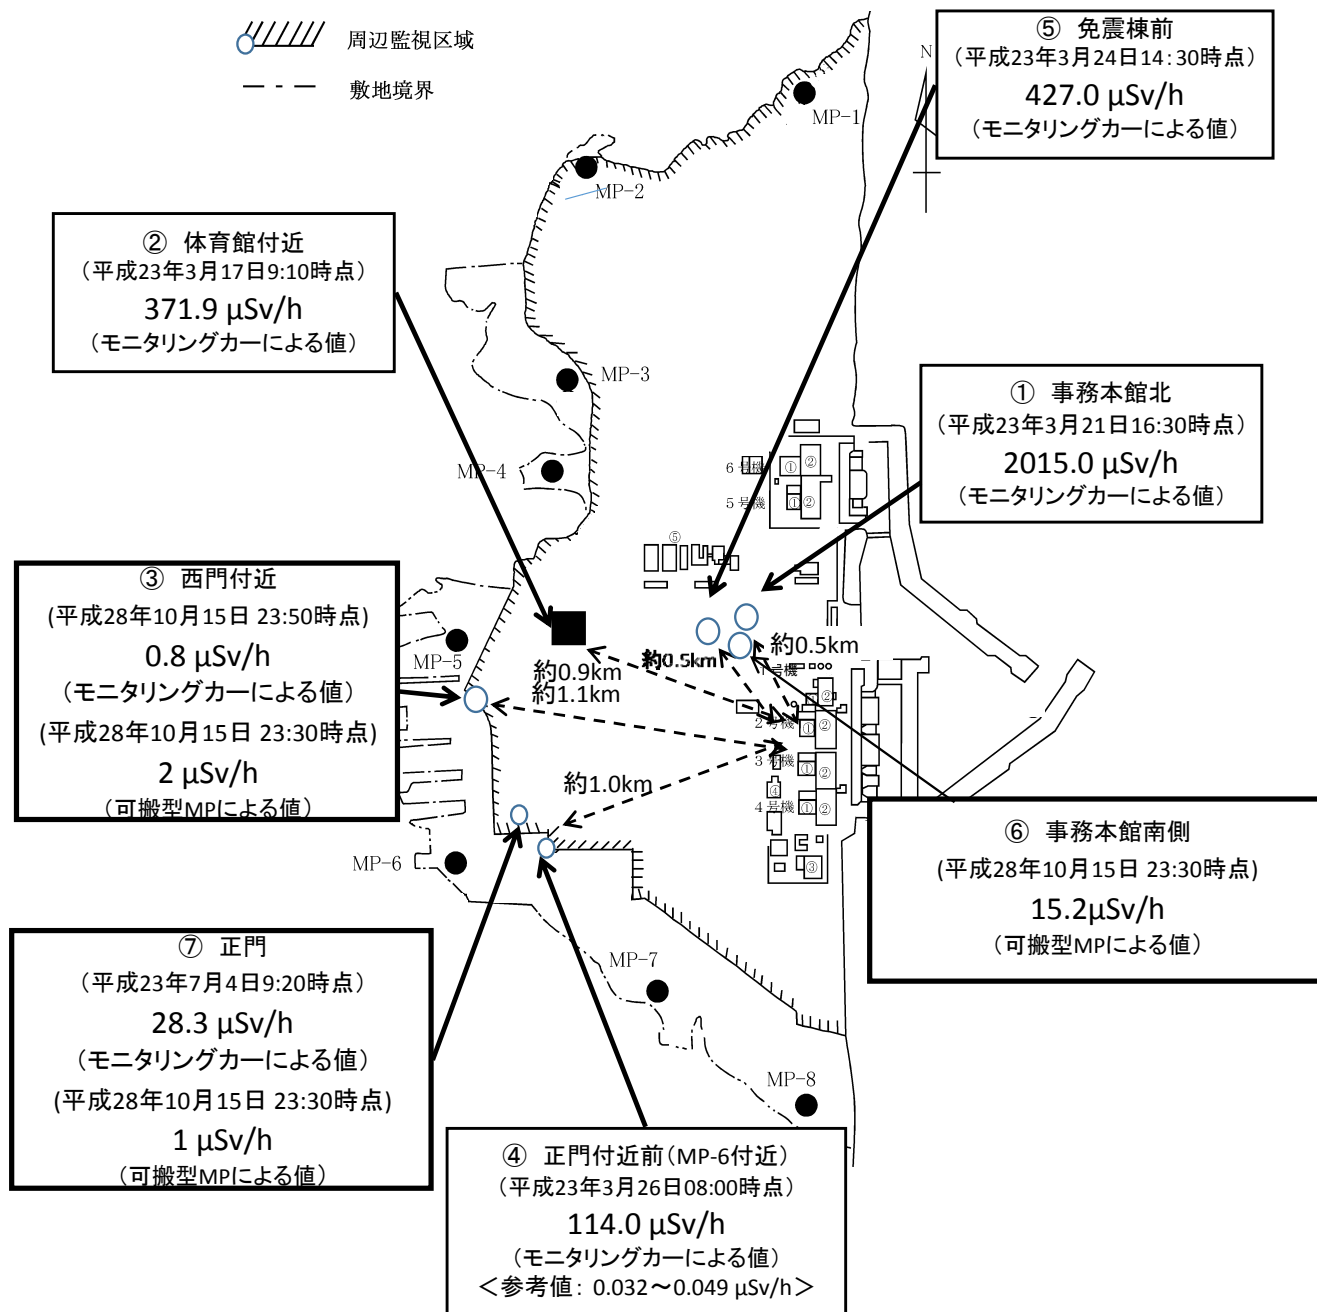 周辺監視区域
敷地境界
⑤ 免震棟前
(平成23年3月24日14:30時点)
427.0 μSv/h
(モニタリングカーによる値)
N
MP-1
MP-2
② 体育館付近
(平成23年3月17日9:10時点)
371.9 μSv/h
(モニタリングカーによる値)
MP-3
① 事務本館北
(平成23年3月21日16:30時点)
2015.0 μSv/h
(モニタリングカーによる値)
MP-4
6号機
① ②
5号機
① ②
⑤
③ 西門付近
(平成28年10月15日 23:50時点)
0.8 μSv/h
(モニタリングカーによる値)
(平成28年10月15日 23:30時点)
2 μSv/h
(可搬型MPによる値)
MP-5
約0.9km
約1.1km
約0.5km
約0.5km
1号機
②
2号機
① ②
3号機
① ②
④
4号機
① ②
③
約1.0km
MP-6
⑥ 事務本館南側
(平成28年10月15日 23:30時点)
15.2μSv/h
(可搬型MPによる値)
⑦ 正門
(平成23年7月4日9:20時点)
28.3 μSv/h
(モニタリングカーによる値)
(平成28年10月15日 23:30時点)
1 μSv/h
(可搬型MPによる値)
MP-7
MP-8
④ 正門付近前(MP-6付近)
(平成23年3月26日08:00時点)
114.0 μSv/h
(モニタリングカーによる値)
<参考値: 0.032~0.049 μSv/h>